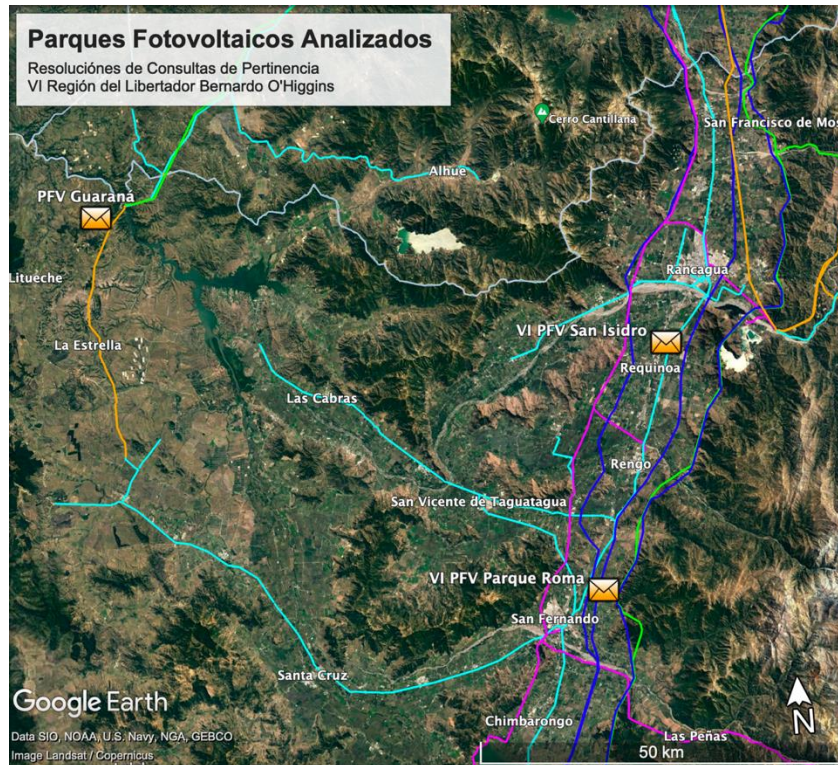 Parques Fotovoltaicos Analizados
Resoluciónes de Consultas de Pertinencia
VI Región del Libertador Bernardo O'Higgins
Cerro Cantillana
San Francisco de Mos
Alhue
PFV Guaraná
Rancagua
Litueche
VI PFV San Isidro
La Estrella
Requinoa
Las Cabras
Rengo
San Vicente de Taguatagua
VI PFV Parque Roma
San Fernando
Santa Cruz
Google Earth
N
Chimbarongo
Las Peñas
Data SIO, NOAA, U.S. Navy, NGA, GEBCO
50 km
Image Landsat / Copernicus